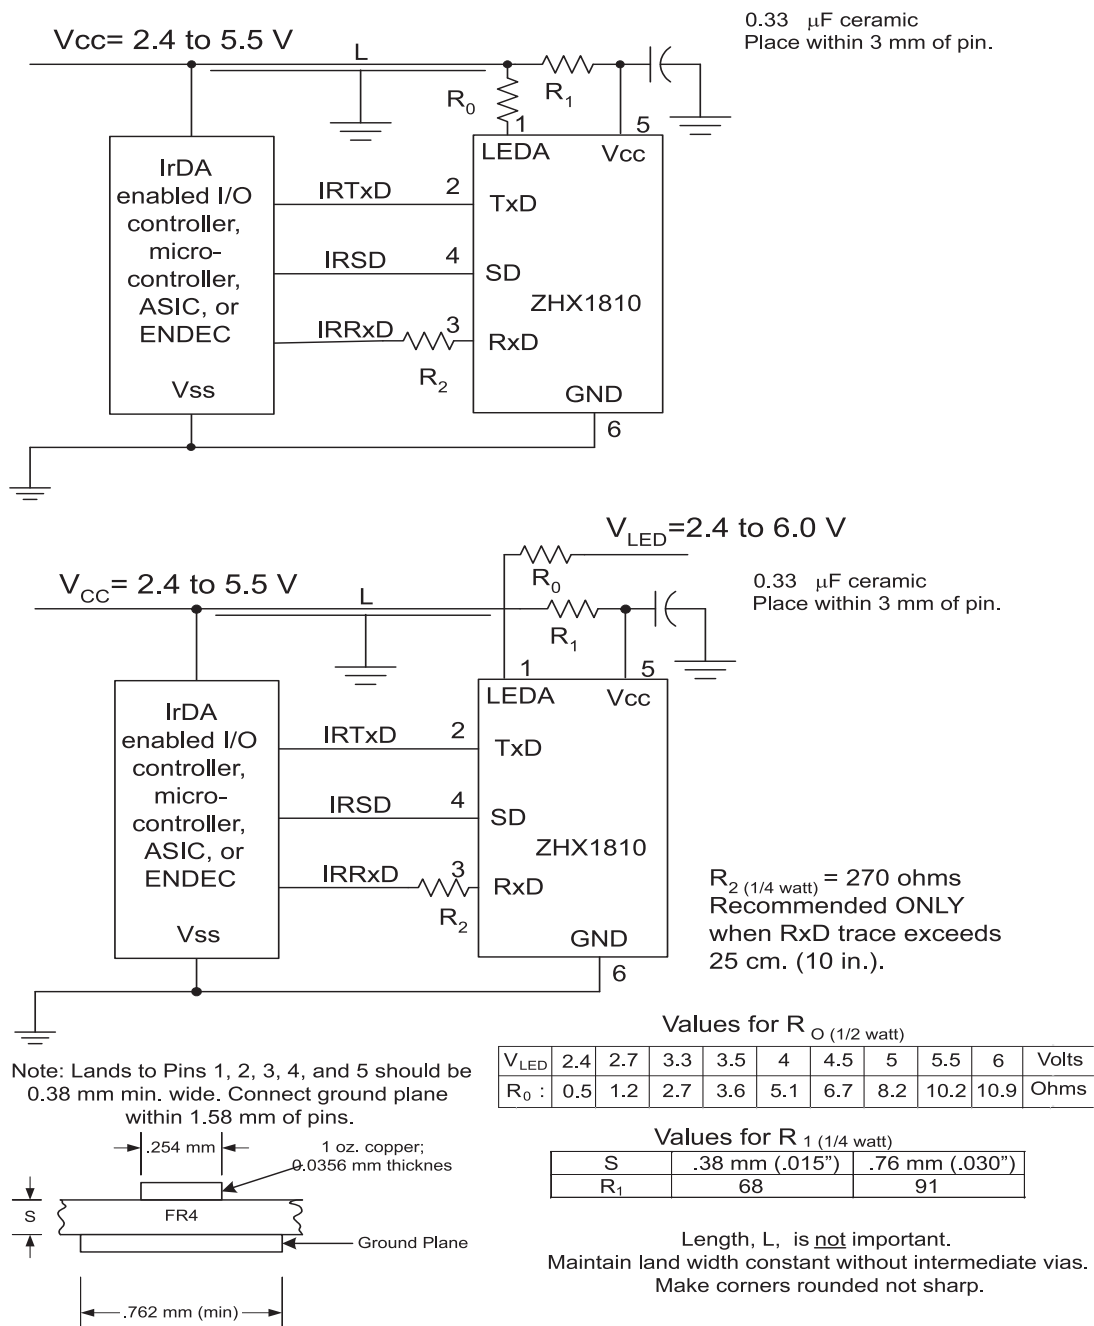 0.33 μF ceramic
Place within 3 mm of pin.
Vcc= 2.4 to 5.5 V
L
R0
R1
1
5
LEDA
Vcc
IrDA
enabled I/O
controller,
micro-
controller,
ASIC, or
ENDEC
Vss
IRTxD
2
TxD
IRSD
4
SD
ZHX1810
IRRxD
3
RxD
R2
GND
6
VLED=2.4 to 6.0 V
R0
VCC= 2.4 to 5.5 V
L
R1
0.33 μF ceramic
Place within 3 mm of pin.
1
5
LEDA
Vcc
IrDA
enabled I/O
controller,
micro-
controller,
ASIC, or
ENDEC
Vss
IRTxD
2
TxD
IRSD
4
SD
ZHX1810
IRRxD
3
RxD
R2
GND
6
R2 (1/4 watt) = 270 ohms
Recommended ONLY
when RxD trace exceeds
25 cm. (10 in.).
Values for R O (1/2 watt)
VLED 2.4 2.7 3.3 3.5 4 4.5 5 5.5 6 Volts
R0 : 0.5 1.2 2.7 3.6 5.1 6.7 8.2 10.2 10.9 Ohms
Note: Lands to Pins 1, 2, 3, 4, and 5 should be
0.38 mm min. wide. Connect ground plane
within 1.58 mm of pins.
.254 mm
1 oz. copper;
0.0356 mm thicknes
S
FR4
Ground Plane
.762 mm (min)
Values for R 1 (1/4 watt)
S .38 mm (.015”) .76 mm (.030”)
R1 68 91
Length, L, is not important.
Maintain land width constant without intermediate vias.
Make corners rounded not sharp.